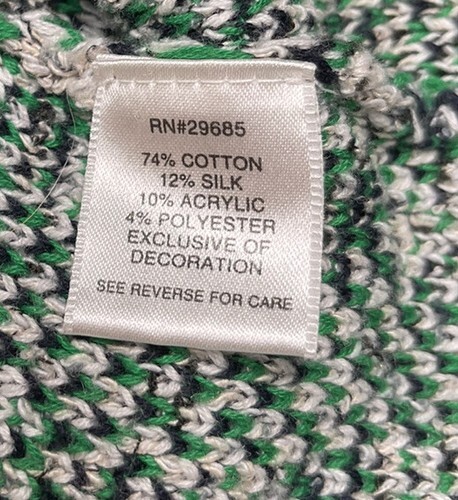 RN#29685
74% COTTON
12% SILK
10% ACRYLIC
4% POLYESTER
EXCLUSIVE OF
DECORATION
SEE REVERSE FOR CARE